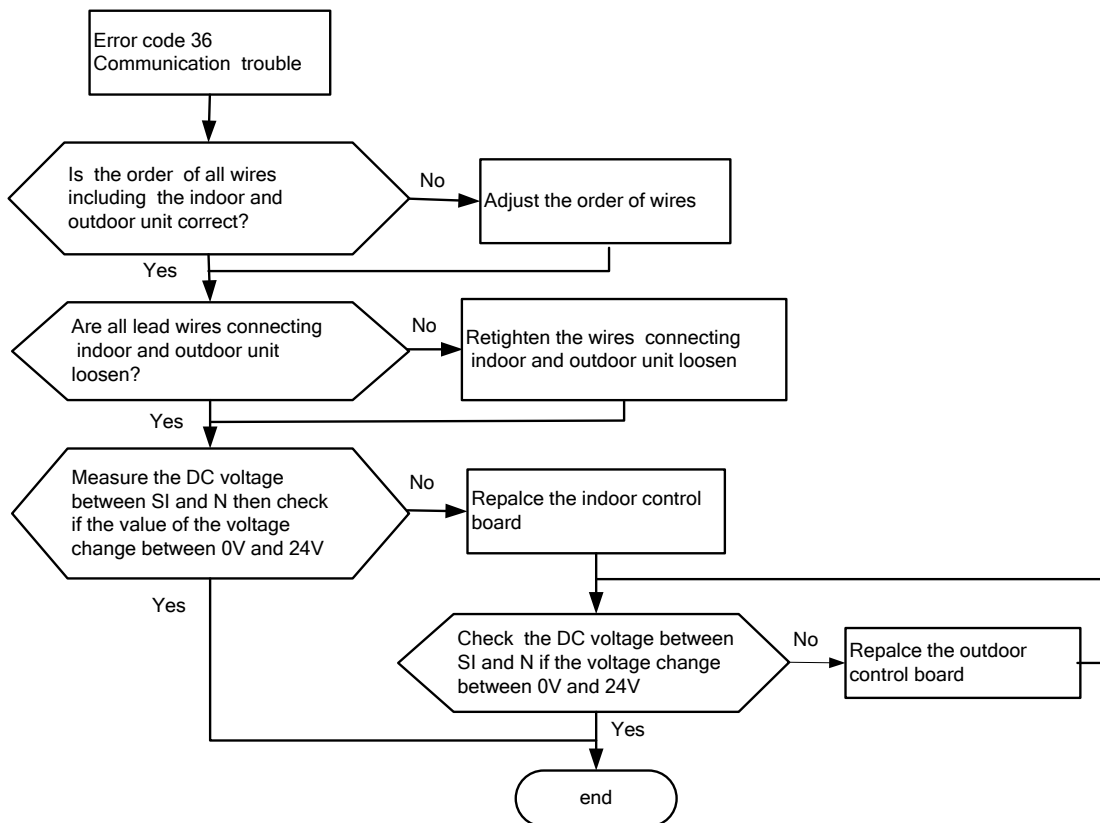 Error code 36
Communication trouble
Is the order of all wires
including the indoor and
outdoor unit correct?
No
Adjust the order of wires
Yes
Are all lead wires connecting
indoor and outdoor unit
loosen?
No
Retighten the wires connecting
indoor and outdoor unit loosen
Yes
Measure the DC voltage
between SI and N then check
if the value of the voltage
change between 0V and 24V
No
Repalce the indoor control
board
Yes
Check the DC voltage between
SI and N if the voltage change
between 0V and 24V
No
Repalce the outdoor
control board
Yes
end